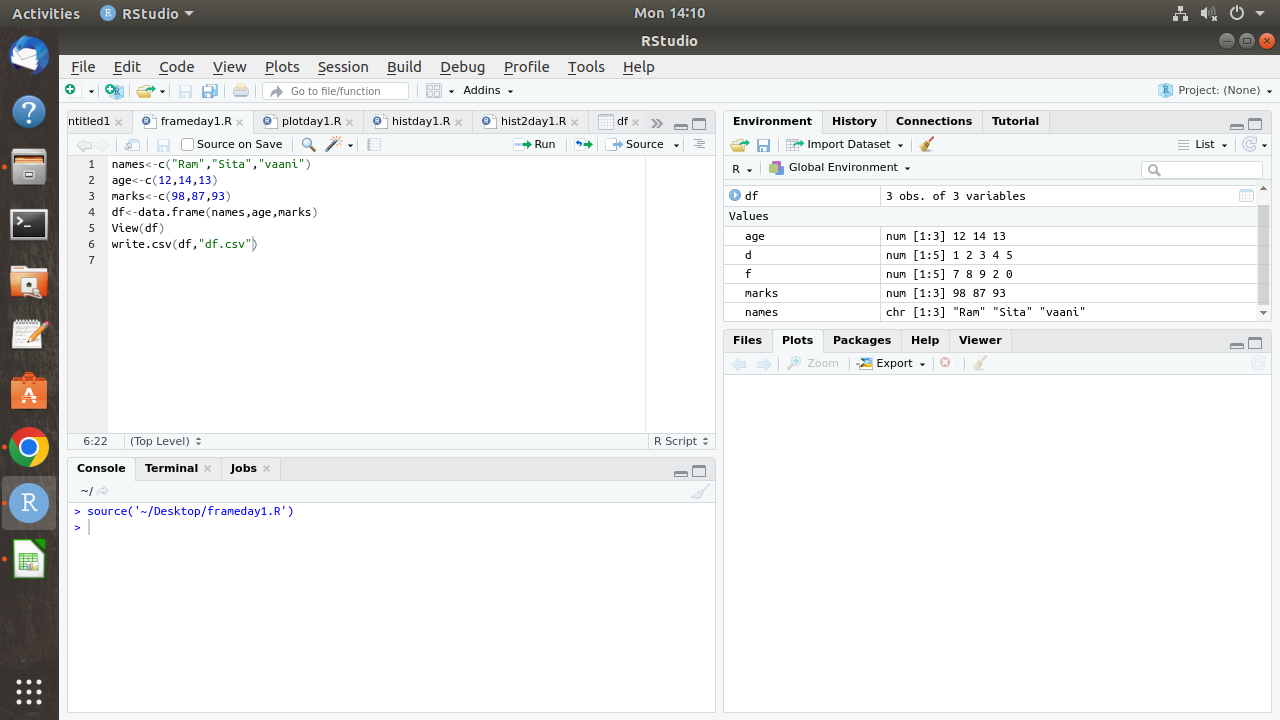 Activities RStudio Mon 14:10
RStudio
File Edit Code View Plots Session Build Debug Profile Tools Help
Go to file/function Addins Project: (None)
ntitled1 frameday1.R plotday1.R histday1.R hist2day1.R df
Source on Save Run Source
1 names<-c("Ram","Sita","vaani")
2 age<-c(12,14,13)
3 marks<-c(98,87,93)
4 df<-data.frame(names,age,marks)
5 View(df)
6 write.csv(df,"df.csv")
7
6:22 (Top Level) R Script
Console Terminal Jobs
~/
> source('~/Desktop/frameday1.R')
>
Environment History Connections Tutorial
Import Dataset List
R Global Environment
df 3 obs. of 3 variables
Values
age num [1:3] 12 14 13
d num [1:5] 1 2 3 4 5
f num [1:5] 7 8 9 2 0
marks num [1:3] 98 87 93
names chr [1:3] "Ram" "Sita" "vaani"
Files Plots Packages Help Viewer
Zoom Export